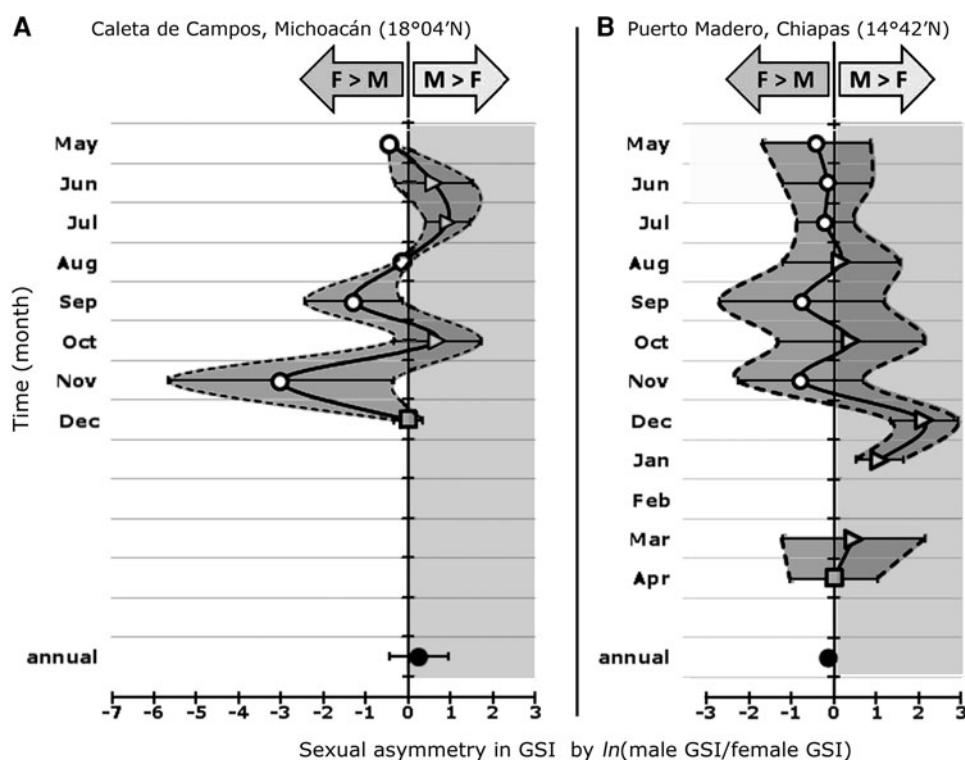 A Caleta de Campos, Michoacán (18°04'N)
F > M M > F
May
Jun
Jul
Aug
Sep
Oct
Nov
Dec
annual
-7 -6 -5 -4 -3 -2 -1 0 1 2 3
Time (month)
B Puerto Madero, Chiapas (14°42'N)
F > M M > F
May
Jun
Jul
Aug
Sep
Oct
Nov
Dec
Jan
Feb
Mar
Apr
annual
-3 -2 -1 0 1 2 3
Sexual asymmetry in GSI by ln(male GSI/female GSI)